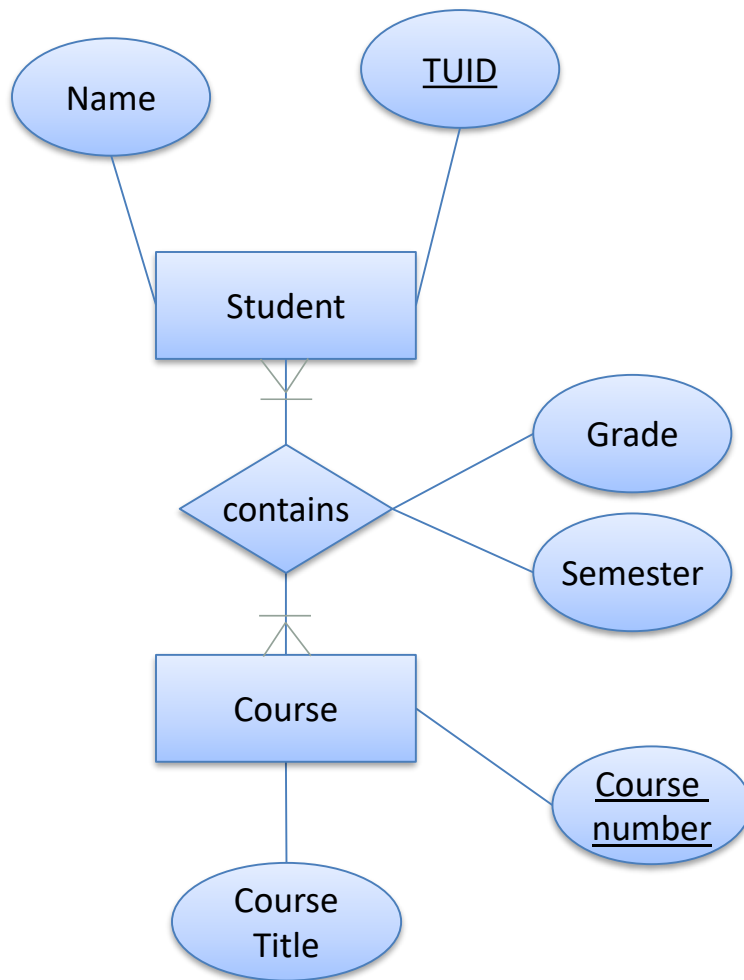 Name
TUID
Student
Grade
contains
Semester
Course
Course
number
Course
Title